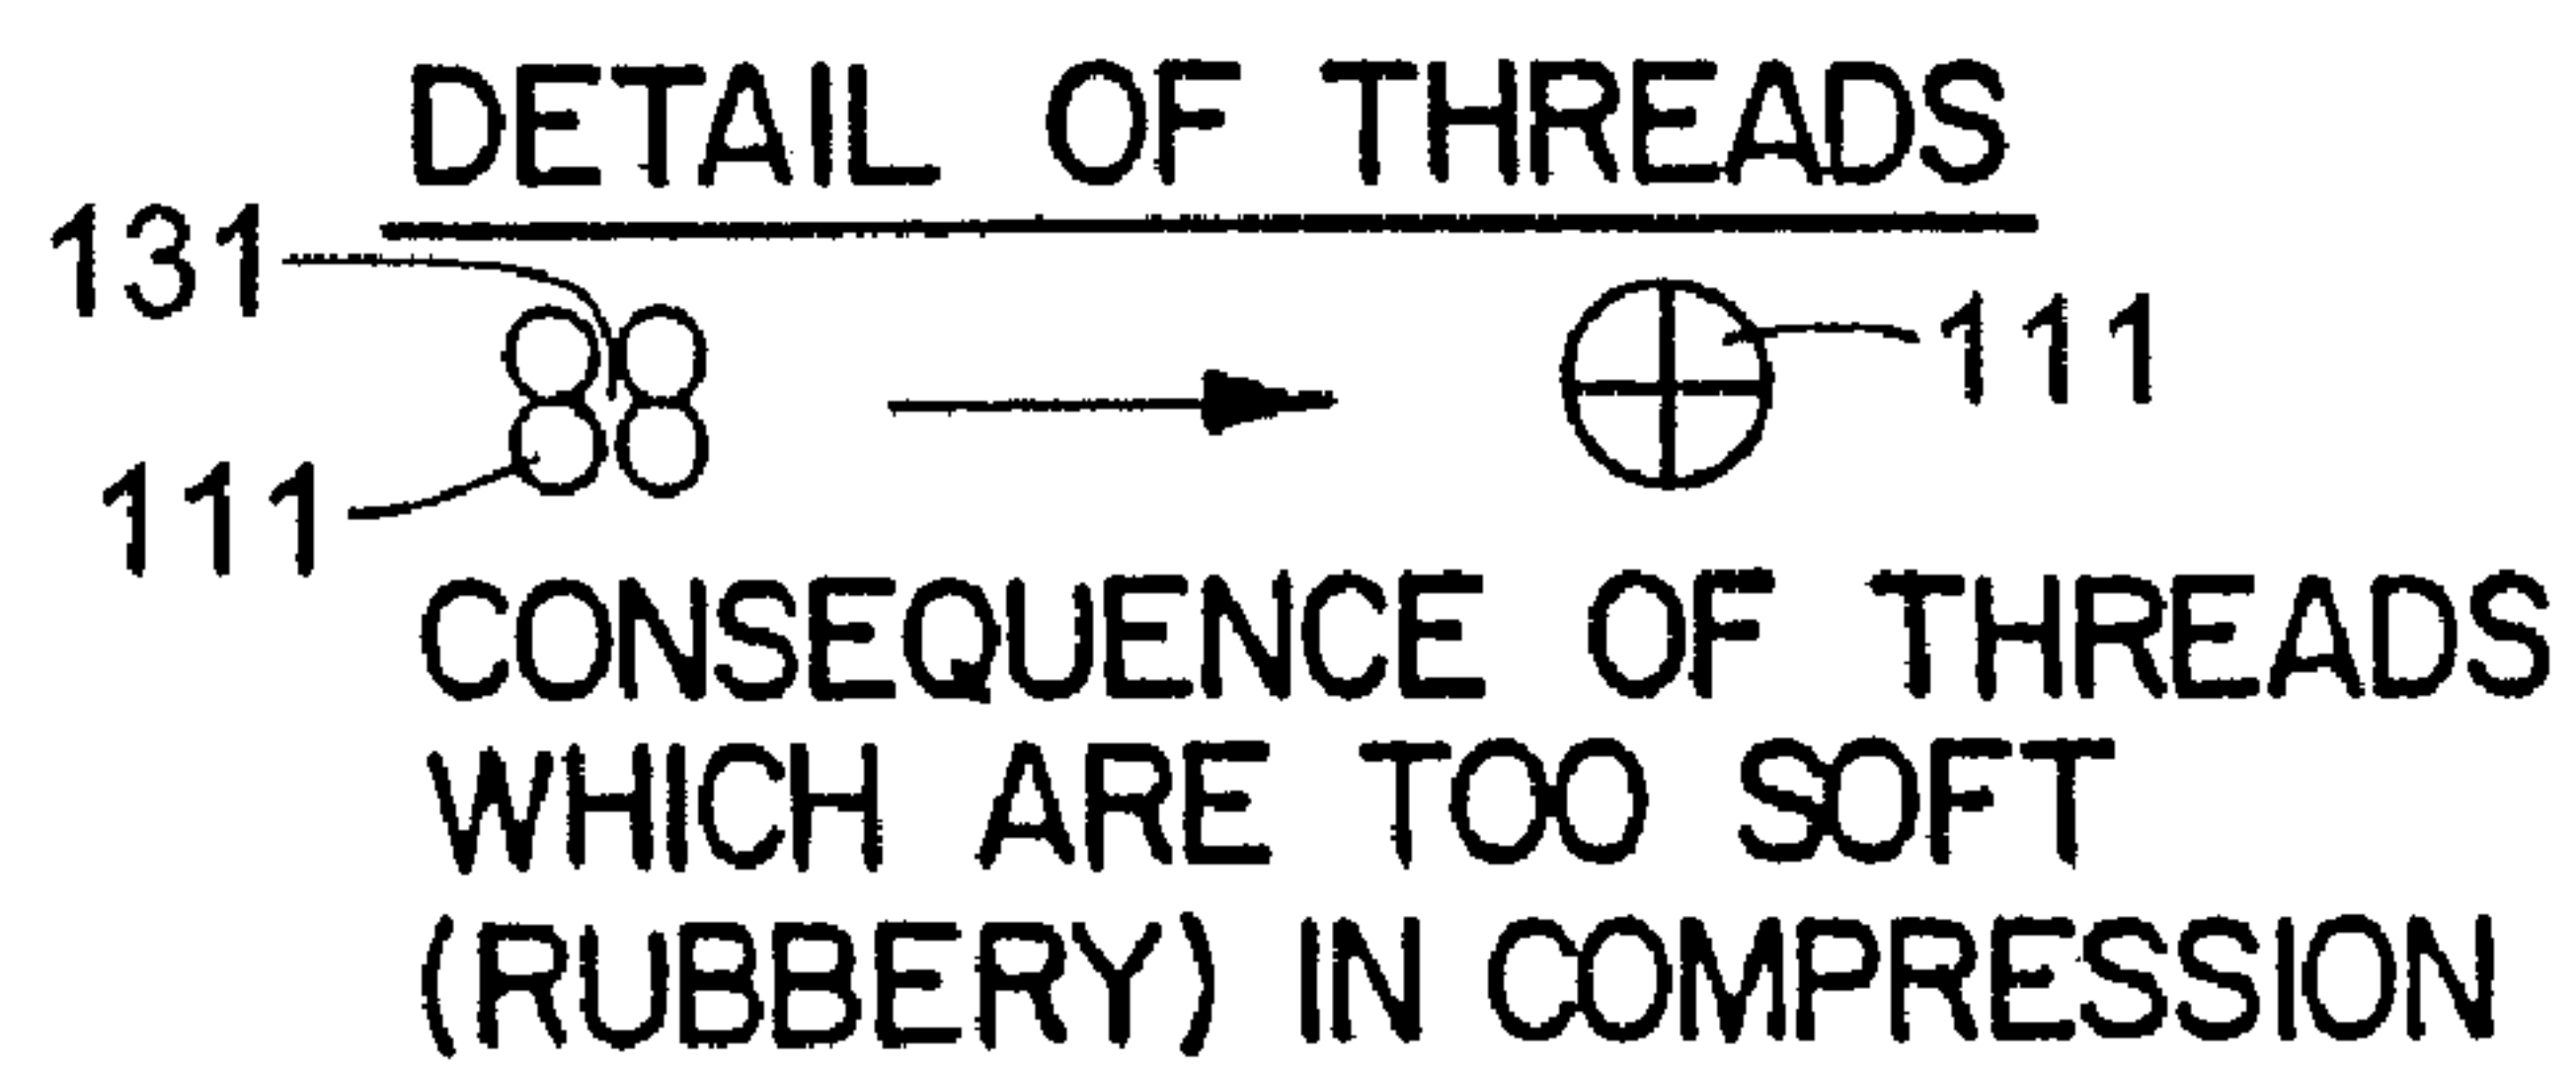 DETAIL OF THREADS
131
111
111
CONSEQUENCE OF THREADS
WHICH ARE TOO SOFT
(RUBBERY) IN COMPRESSION